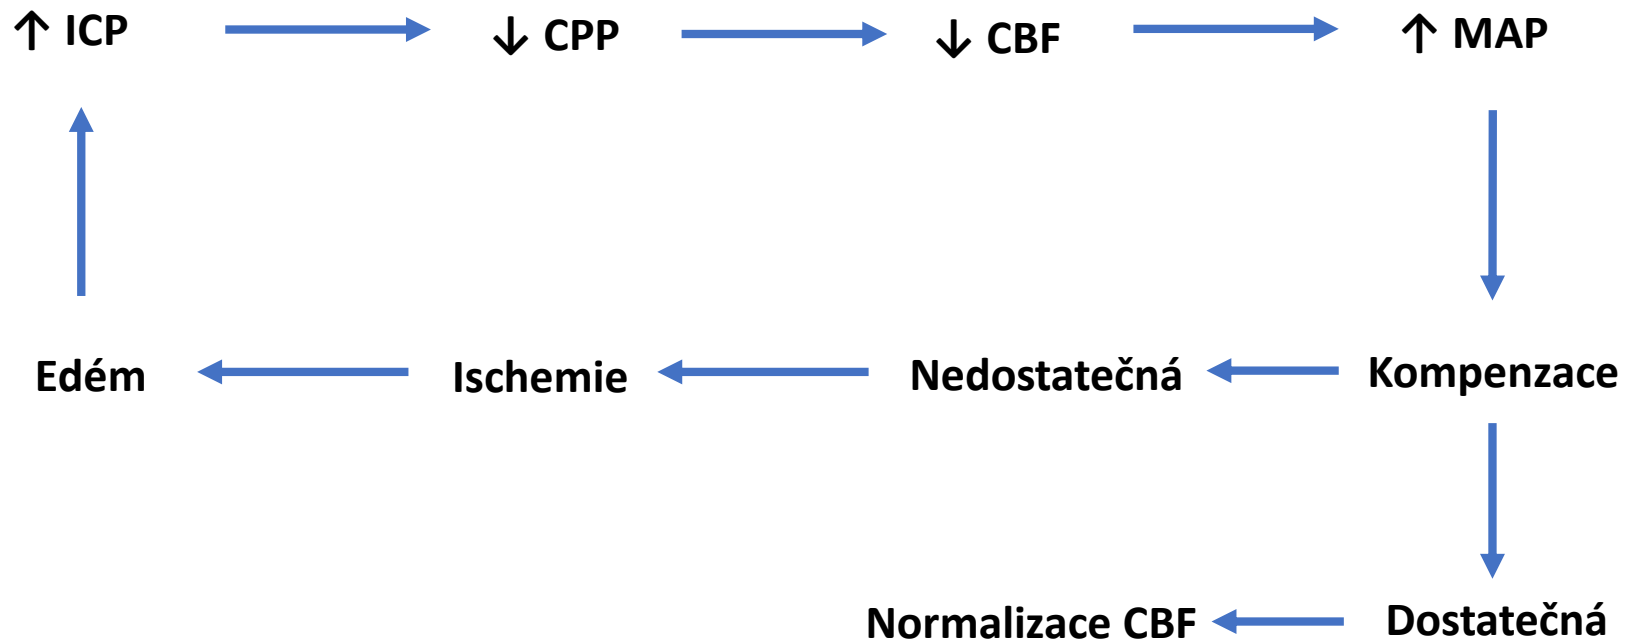 ↑ ICP
↓ CPP
↓ CBF
↑ MAP
Edém
Ischemie
Nedostatečná
Kompenzace
Normalizace CBF
Dostatečná